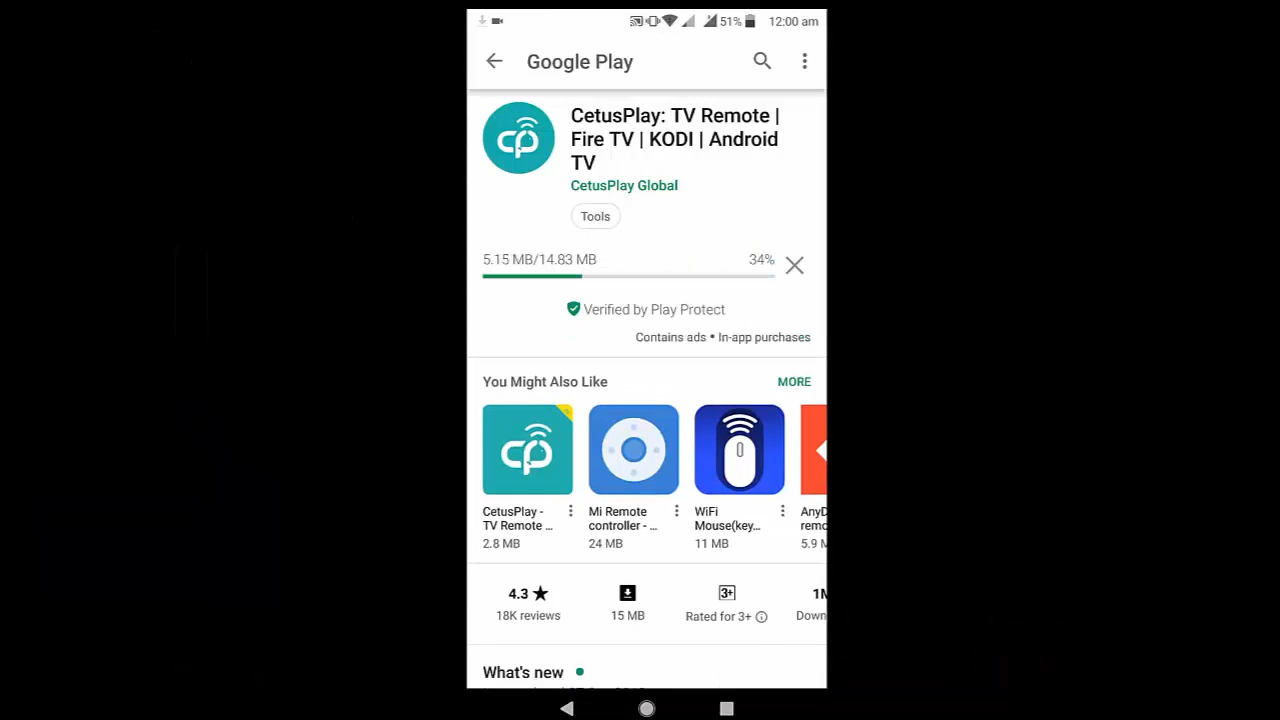 51% 12:00 am
Google Play
CetusPlay: TV Remote |
Fire TV | KODI | Android
TV
CetusPlay Global
Tools
5.15 MB/14.83 MB 34%
Verified by Play Protect
Contains ads • In-app purchases
You Might Also Like MORE
cp
cp
CetusPlay - Mi Remote WiFi AnyD
TV Remote ... controller - ... Mouse(key... remo
2.8 MB 24 MB 11 MB 5.9 M
4.3 ★ 3+ 1M
18K reviews 15 MB Rated for 3+ Down
What's new